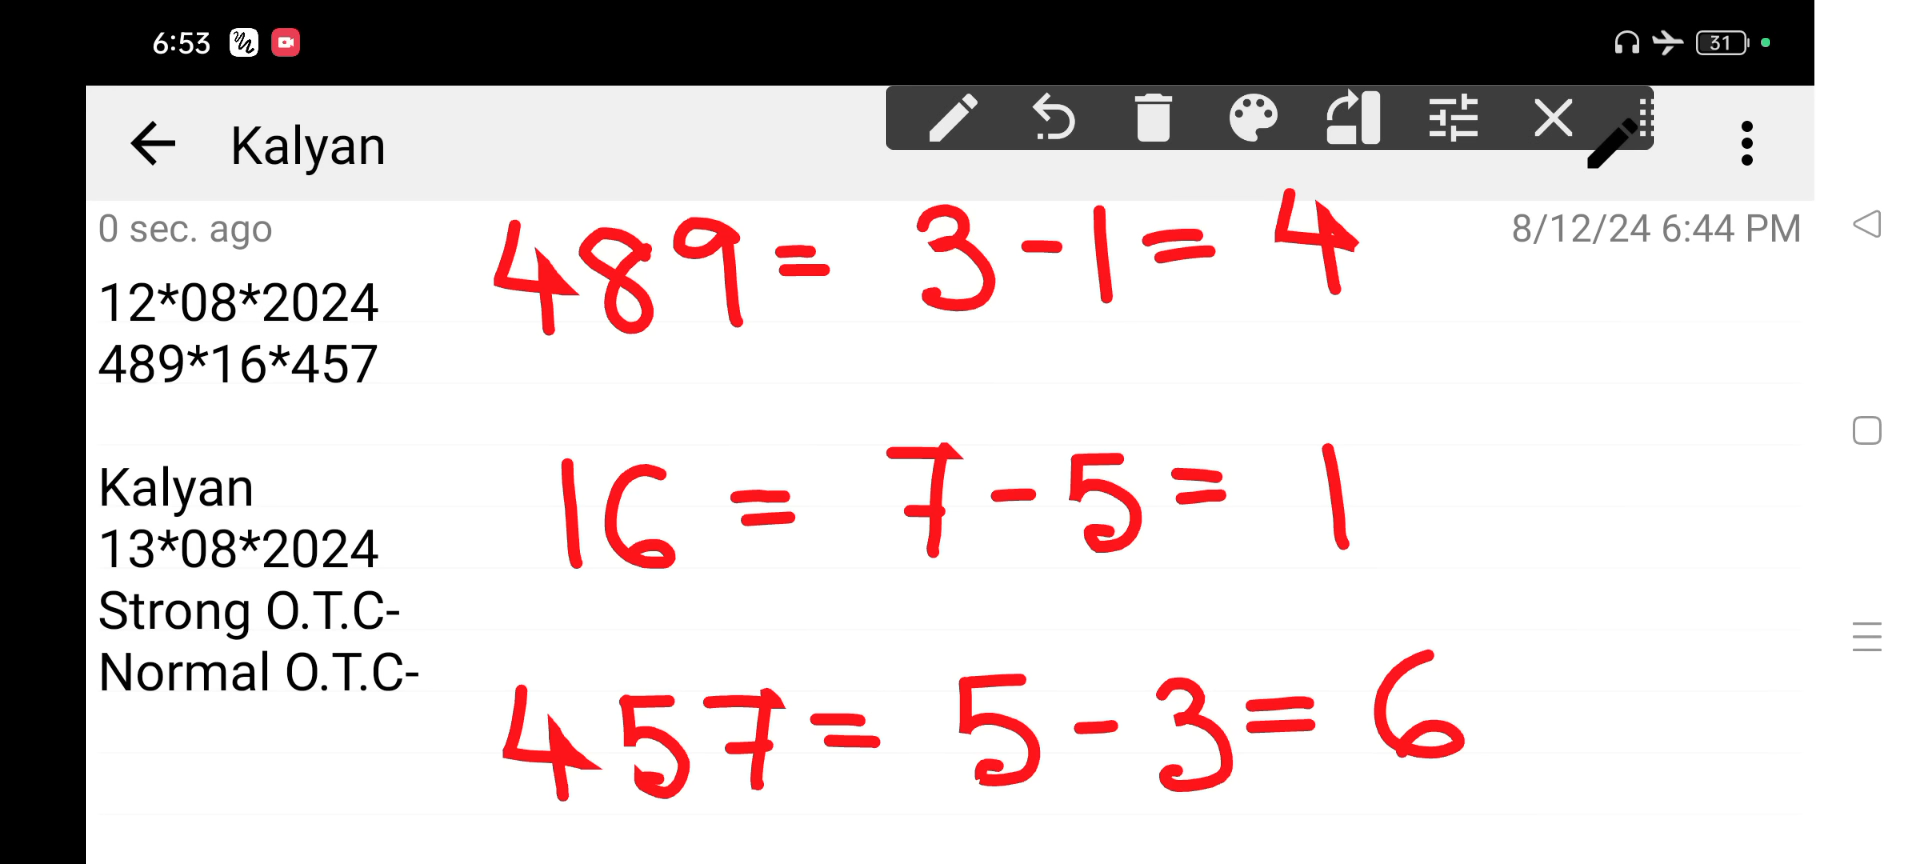 6:53
31
Kalyan
0 sec. ago
8/12/24 6:44 PM
12*08*2024
489*16*457
Kalyan
13*08*2024
Strong O.T.C-
Normal O.T.C-
489= 3-1= 4
16 = 7-5= 1
457= 5-3= 6